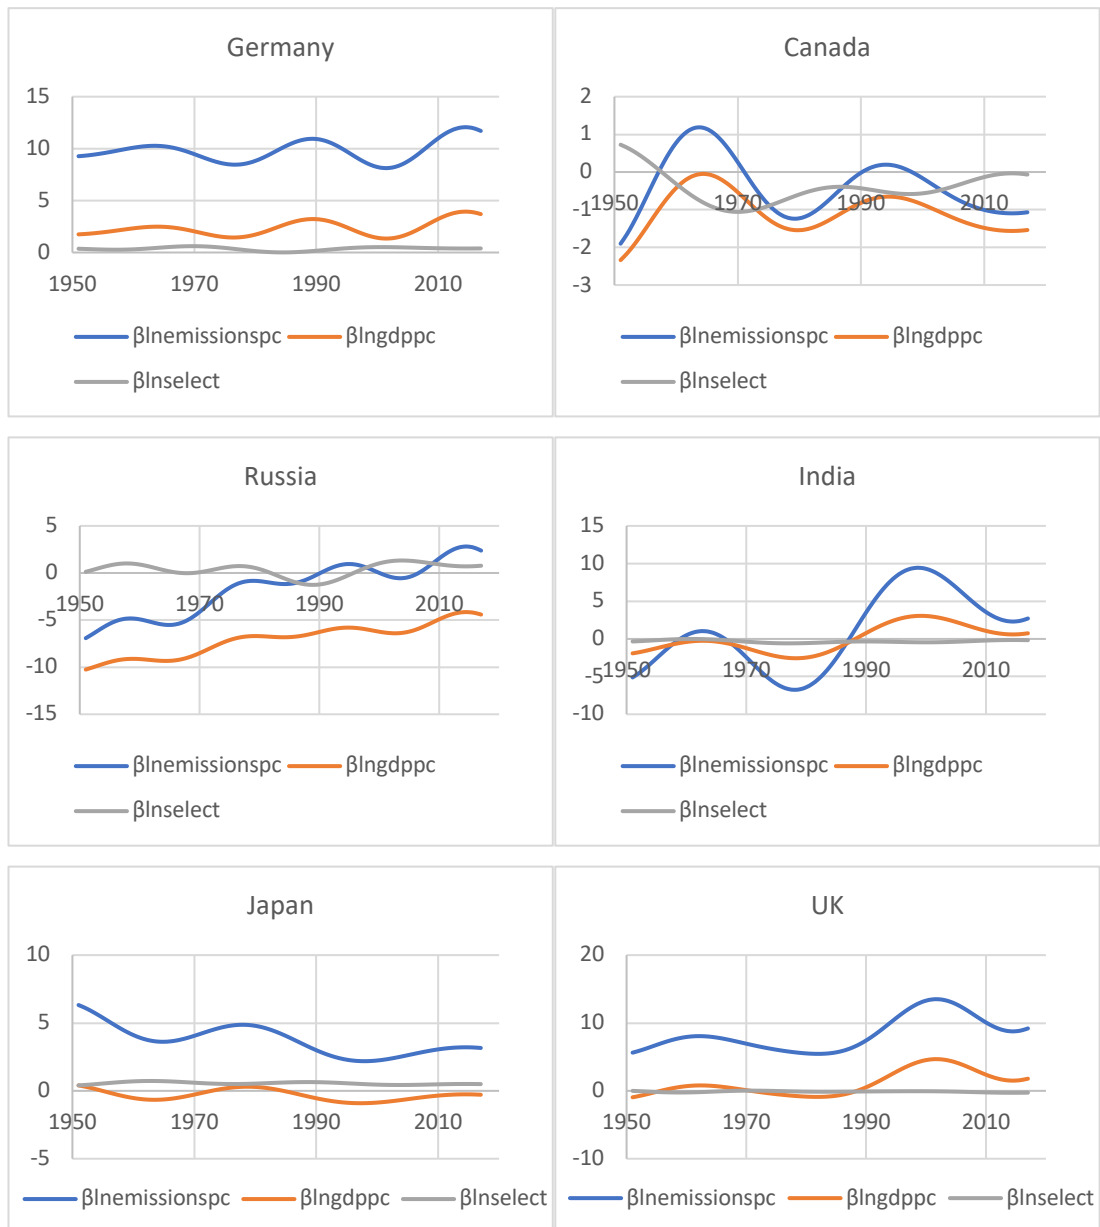 Germany
15
10
5
0
1950 1970 1990 2010
βlnemissionspc βlngdppc
βlnselect
Canada
2
1
0
-1
-2
-3
1950 1970 1990 2010
βlnemissionspc βlngdppc
βlnselect
Russia
5
0
-5
-10
-15
1950 1970 1990 2010
βlnemissionspc βlngdppc
βlnselect
India
15
10
5
0
-5
-10
1950 1970 1990 2010
βlnemissionspc βlngdppc
βlnselect
Japan
10
5
0
-5
1950 1970 1990 2010
βlnemissionspc βlngdppc βlnselect
UK
20
10
0
-10
1950 1970 1990 2010
βlnemissionspc βlngdppc βlnselect